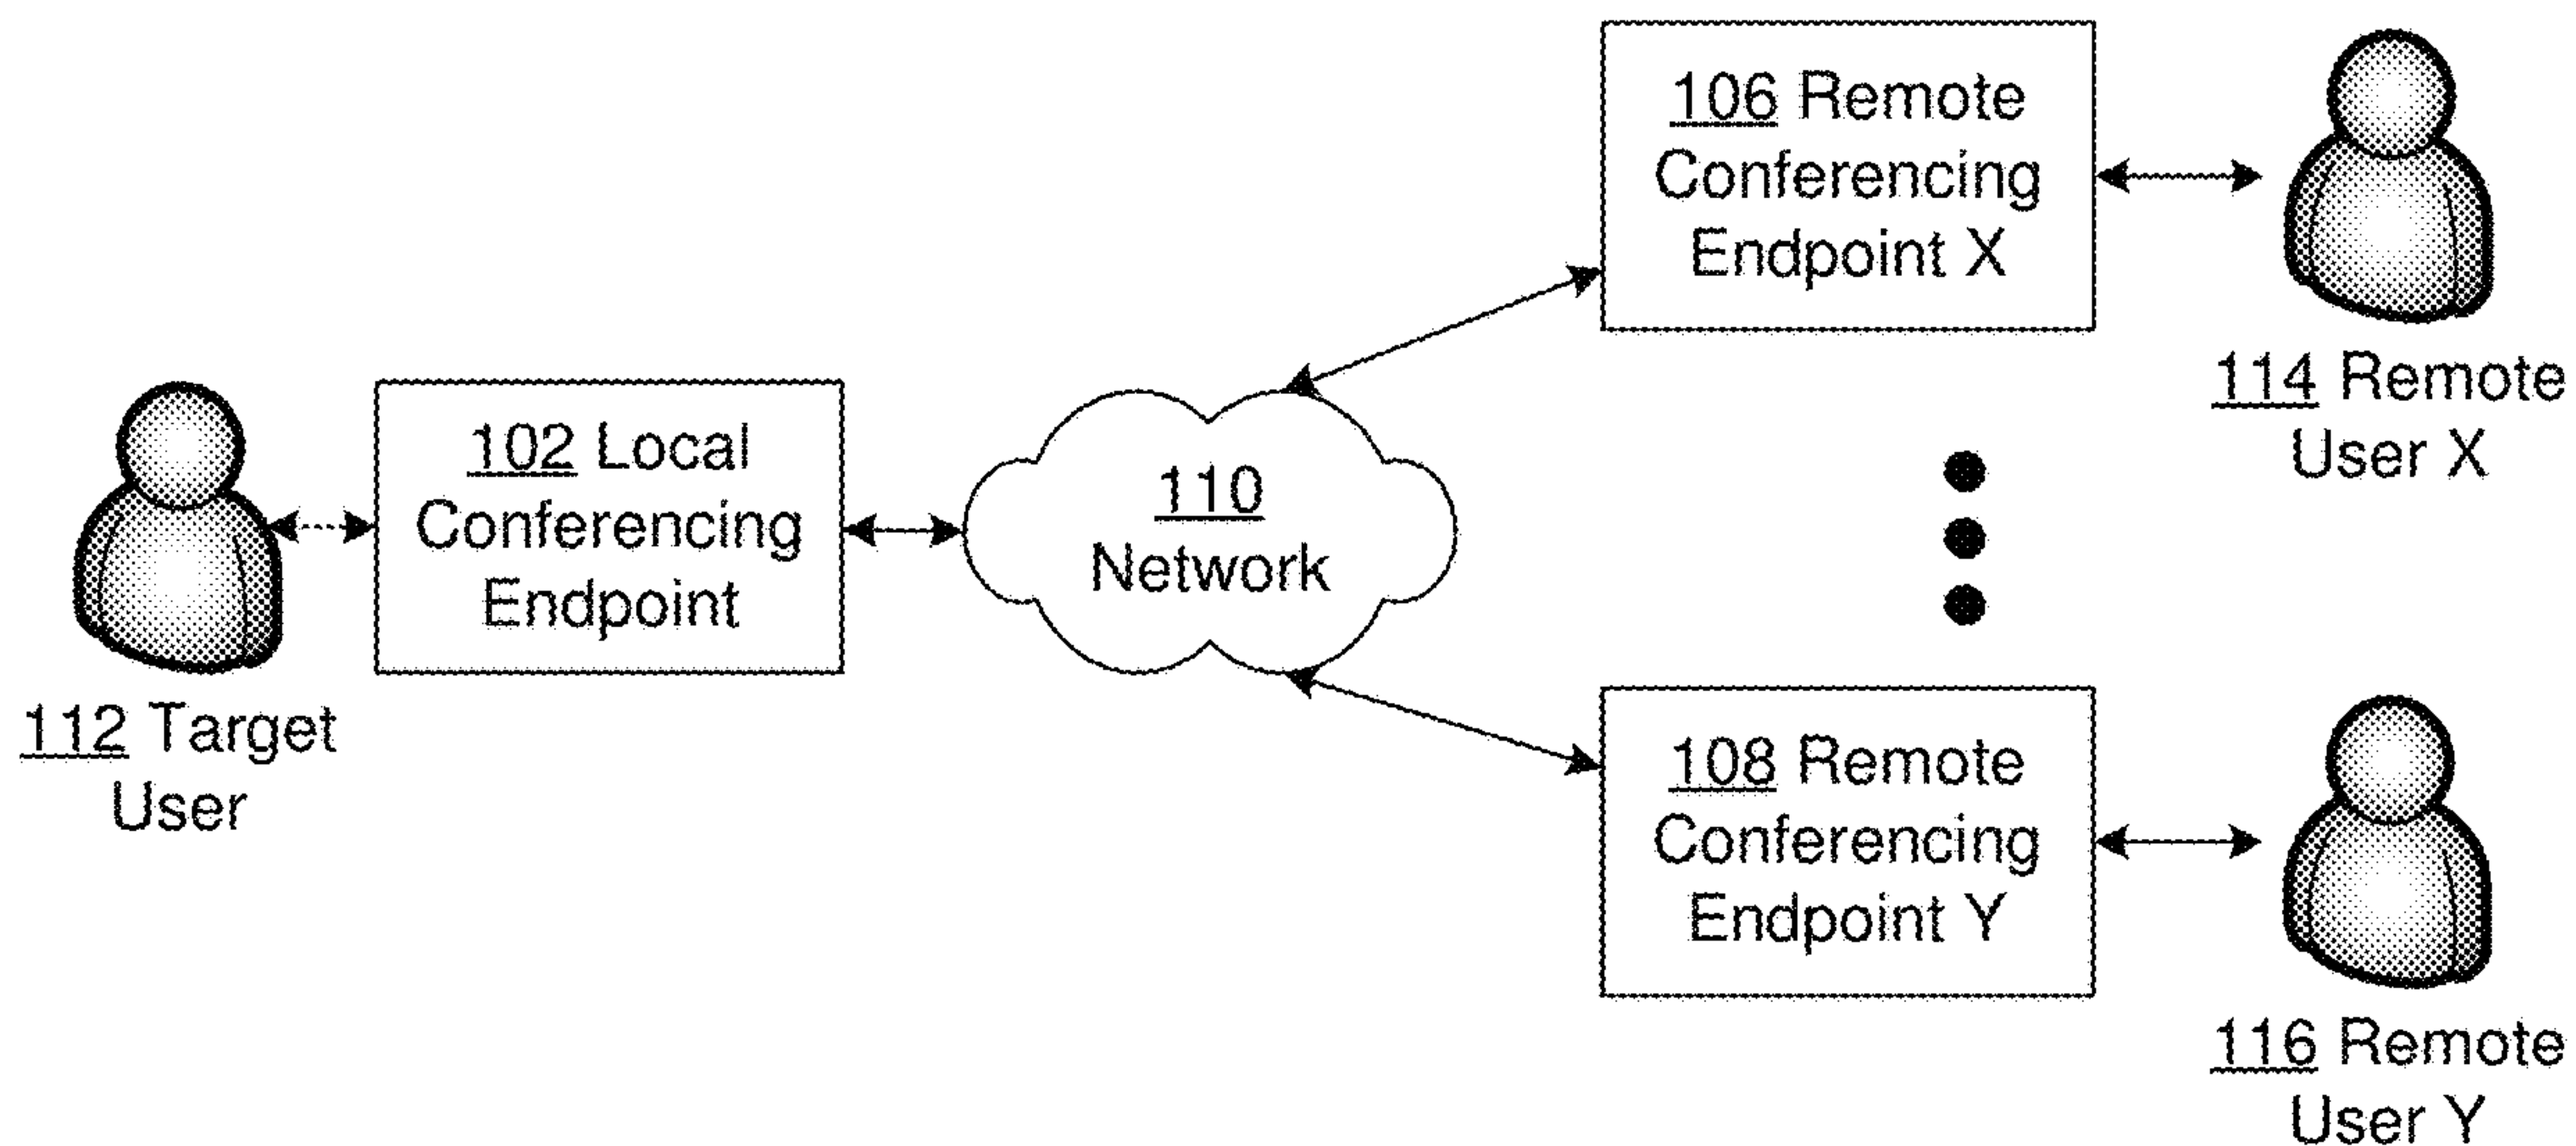 106 Remote
Conferencing
Endpoint X
114 Remote
User X
102 Local
Conferencing
Endpoint
110
Network
112 Target
User
108 Remote
Conferencing
Endpoint Y
116 Remote
User Y